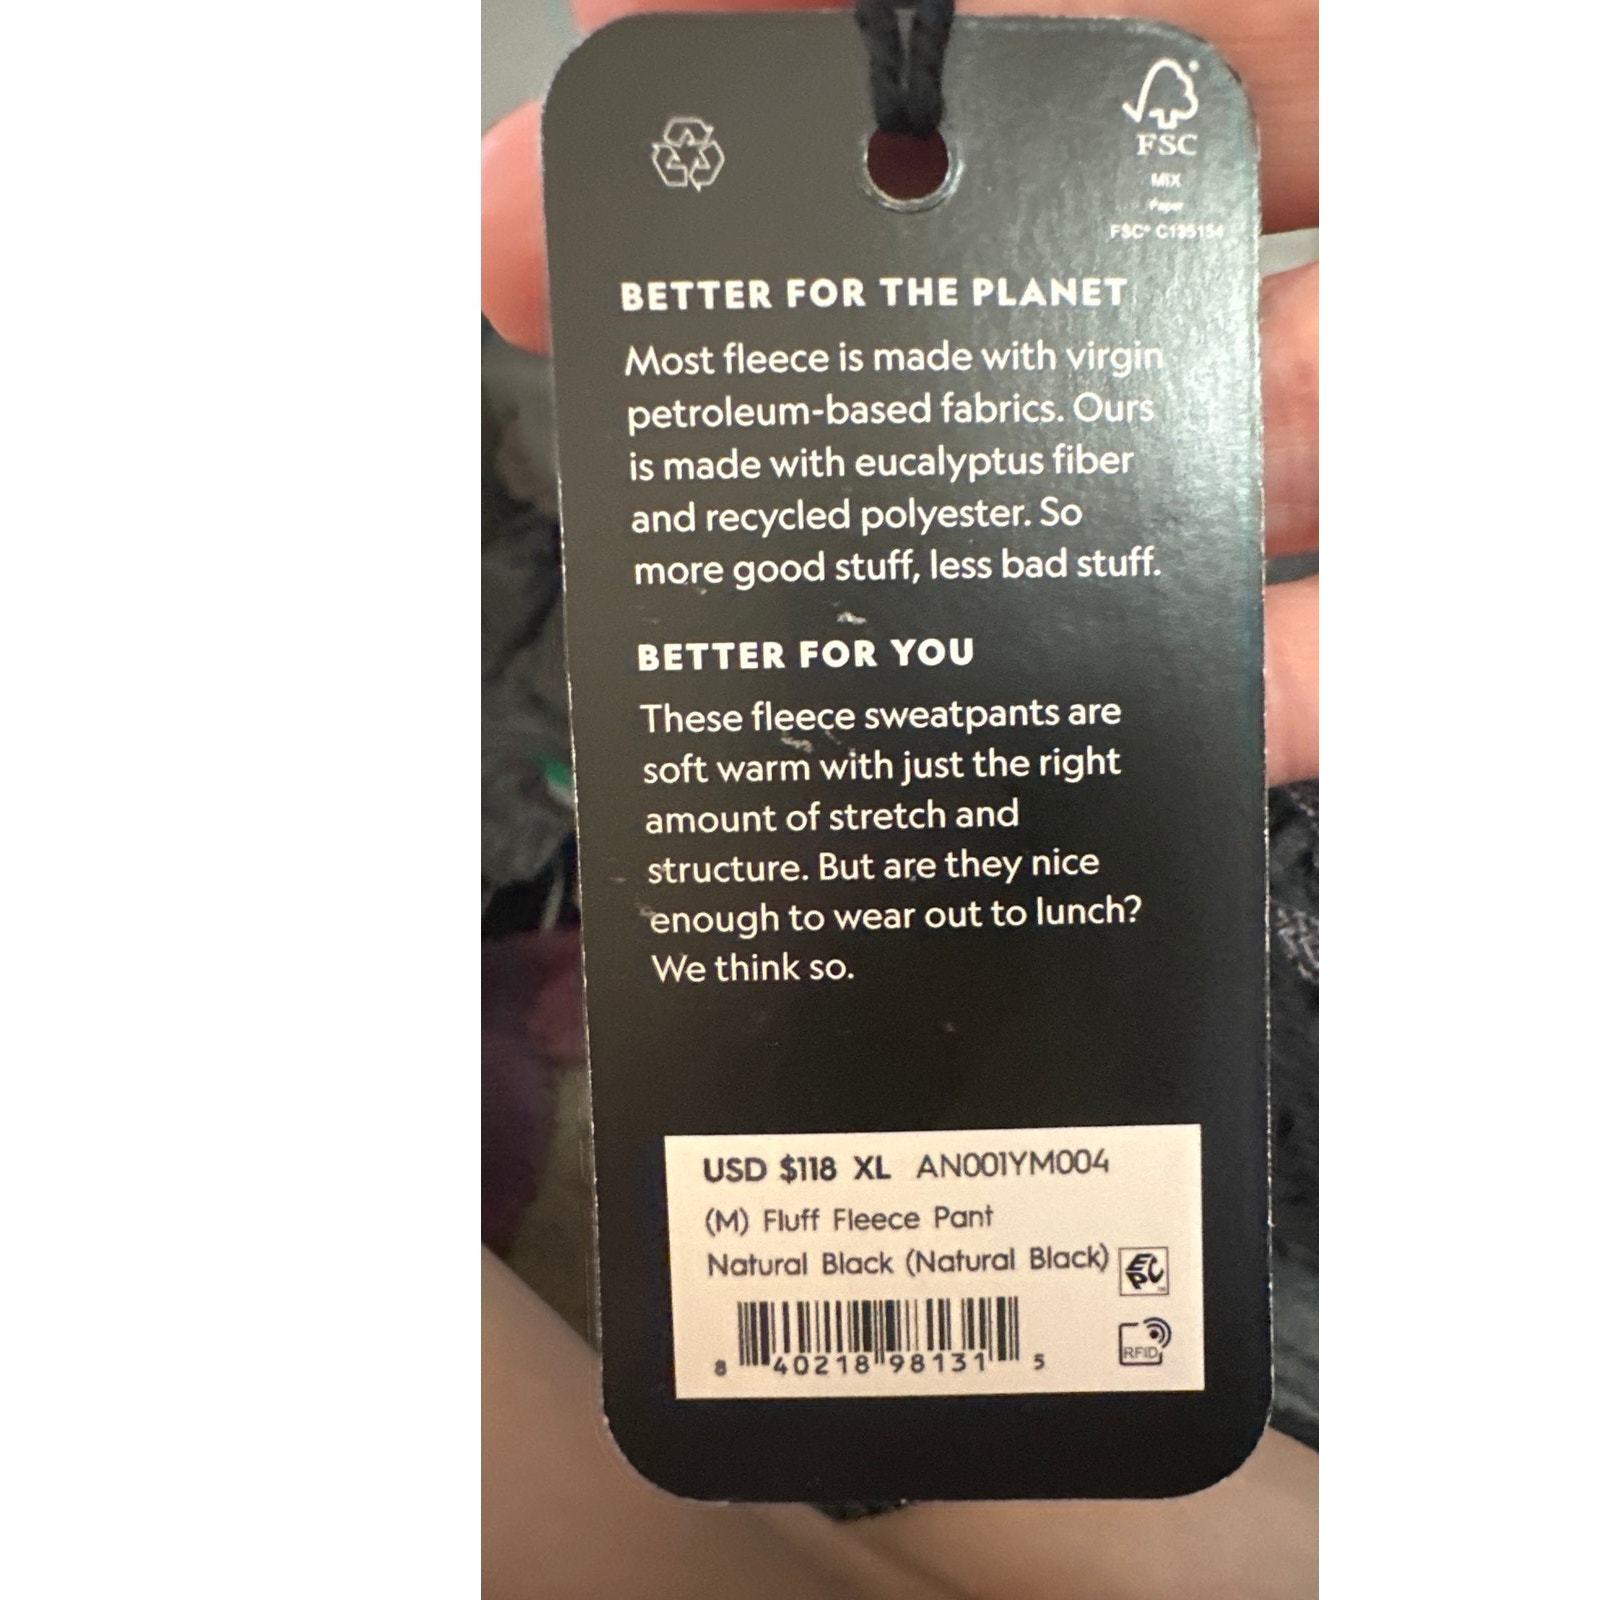 FSC
MIX
Paper
FSC® C135154
BETTER FOR THE PLANET
Most fleece is made with virgin
petroleum-based fabrics. Ours
is made with eucalyptus fiber
and recycled polyester. So
more good stuff, less bad stuff.
BETTER FOR YOU
These fleece sweatpants are
soft warm with just the right
amount of stretch and
structure. But are they nice
enough to wear out to lunch?
We think so.
USD $118 XL AN001YM004
(M) Fluff Fleece Pant
Natural Black (Natural Black)
EPC
RFID
8 40218 98131 5